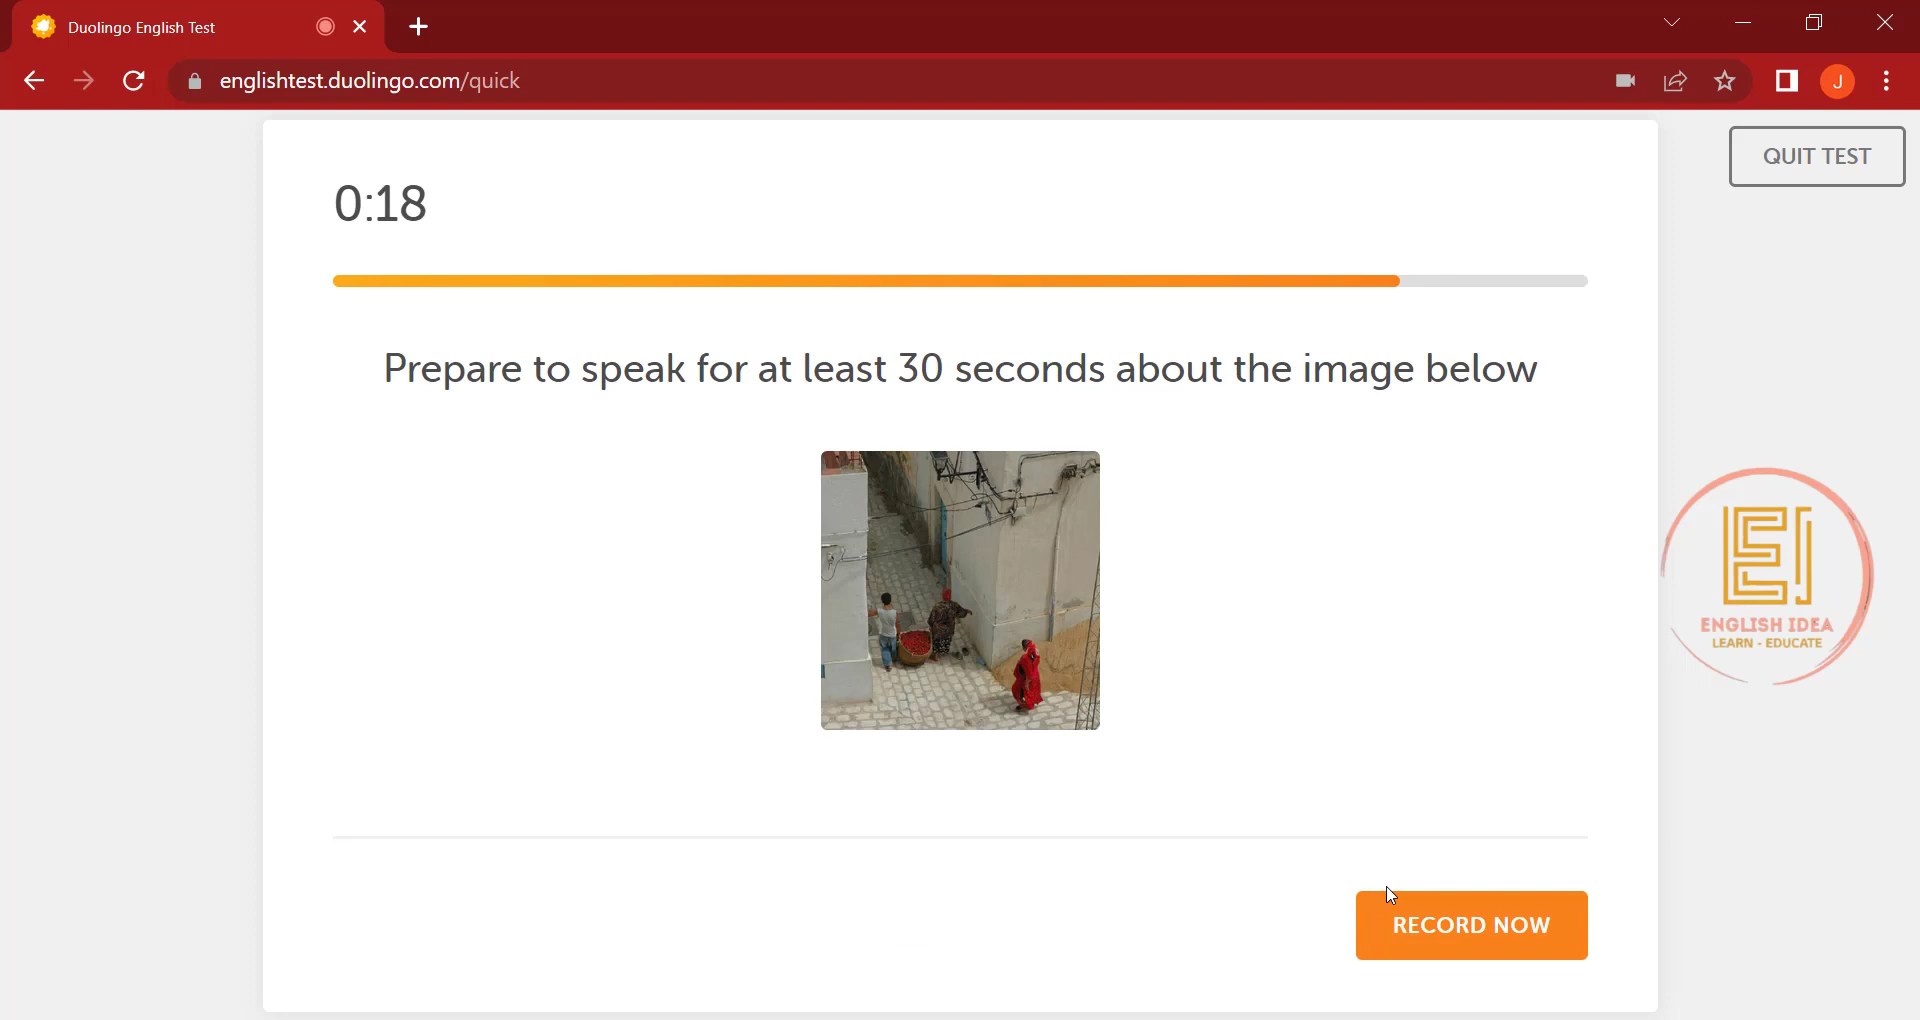 Duolingo English Test
englishtest.duolingo.com/quick
J
QUIT TEST
0:18
Prepare to speak for at least 30 seconds about the image below
EI
ENGLISH IDEA
LEARN - EDUCATE
RECORD NOW